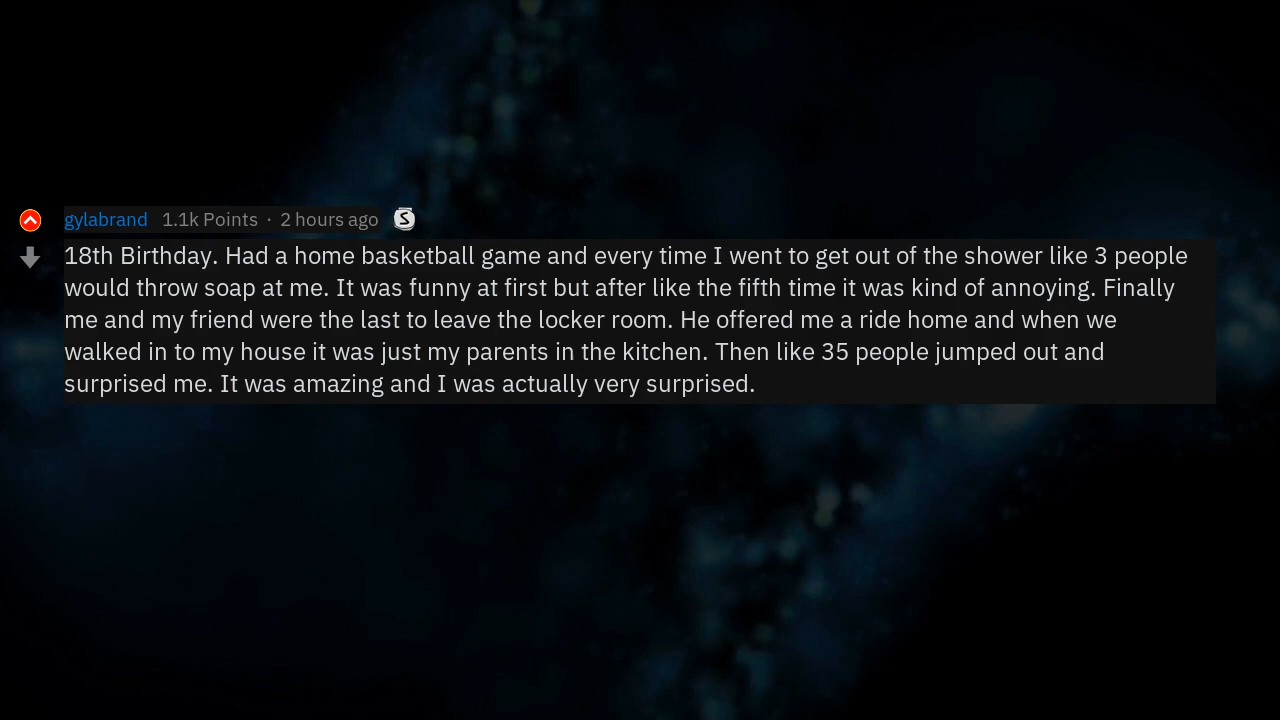 gylabrand 1.1k Points · 2 hours ago S
18th Birthday. Had a home basketball game and every time I went to get out of the shower like 3 people
would throw soap at me. It was funny at first but after like the fifth time it was kind of annoying. Finally
me and my friend were the last to leave the locker room. He offered me a ride home and when we
walked in to my house it was just my parents in the kitchen. Then like 35 people jumped out and
surprised me. It was amazing and I was actually very surprised.